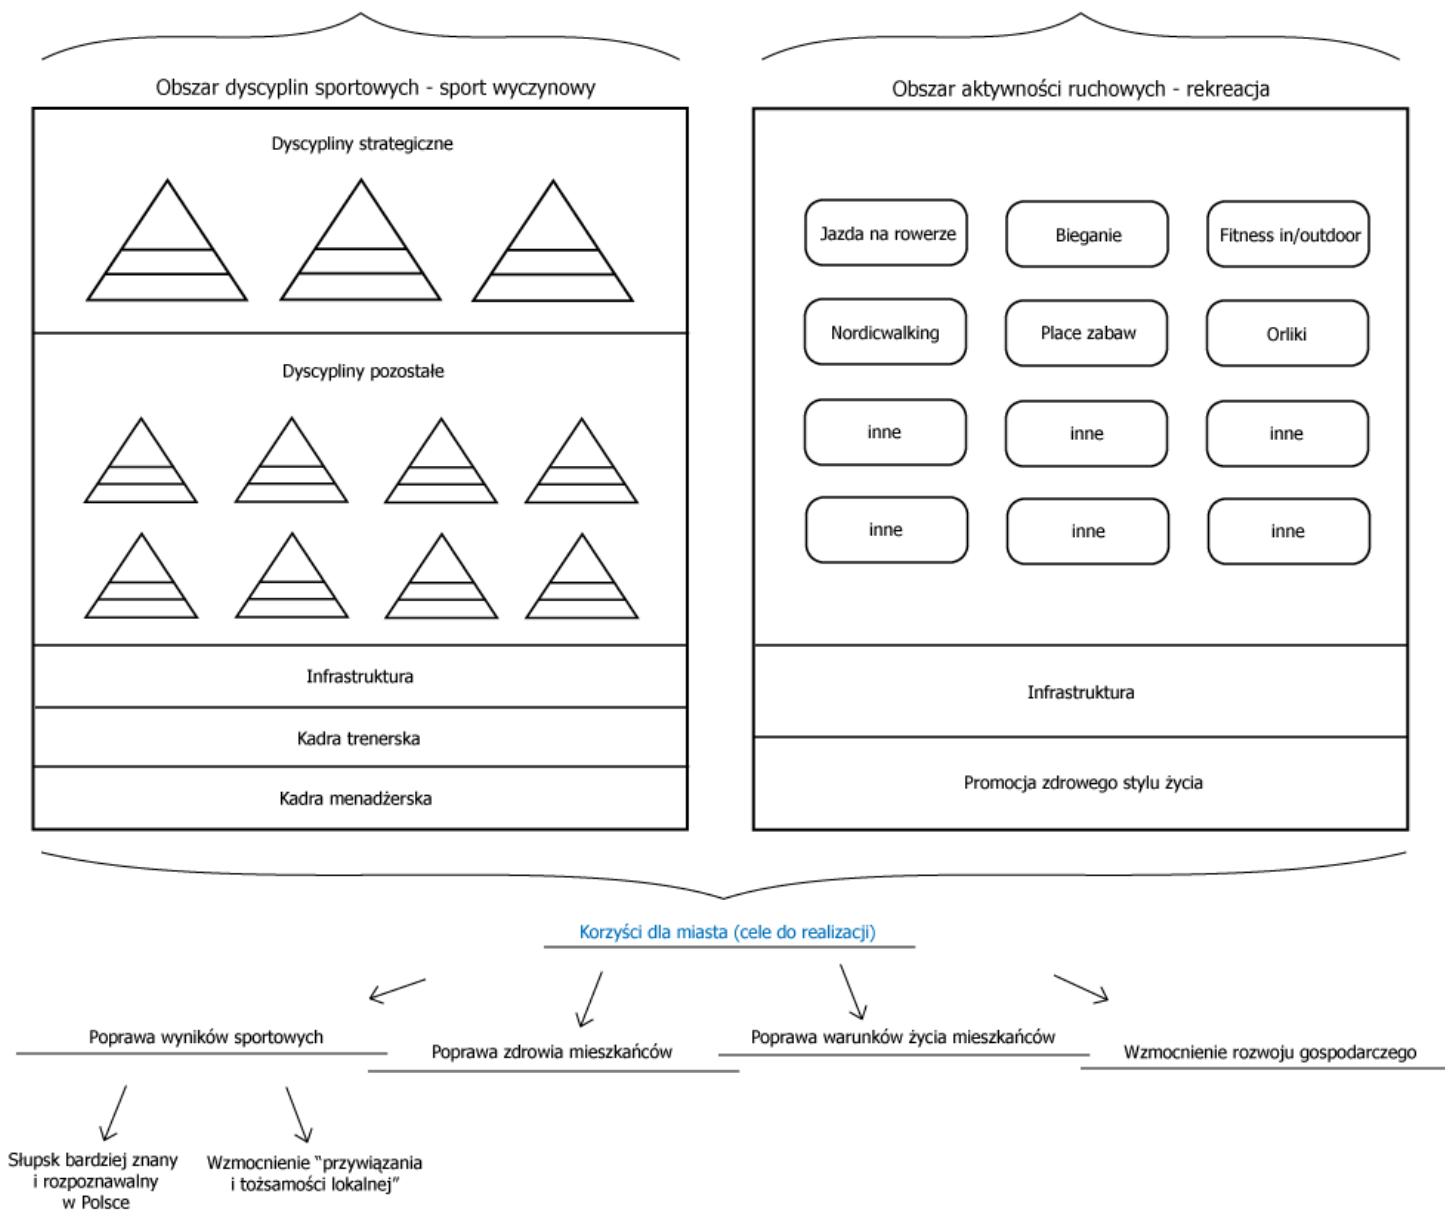 Obszar dyscyplin sportowych - sport wyczynowy
Dyscypliny strategiczne
Dyscypliny pozostałe
Infrastruktura
Kadra trenerska
Kadra menadżerska
Obszar aktywności ruchowych - rekreacja
Jazda na rowerze
Bieganie
Fitness in/outdoor
Nordicwalking
Place zabaw
Orliki
inne
inne
inne
inne
inne
inne
Infrastruktura
Promocja zdrowego stylu życia
Korzyści dla miasta (cele do realizacji)
Poprawa wyników sportowych
Poprawa zdrowia mieszkańców
Poprawa warunków życia mieszkańców
Wzmocnienie rozwoju gospodarczego
Słupsk bardziej znany
i rozpoznawalny
w Polsce
Wzmocnienie “przywiązania
i tożsamości lokalnej”